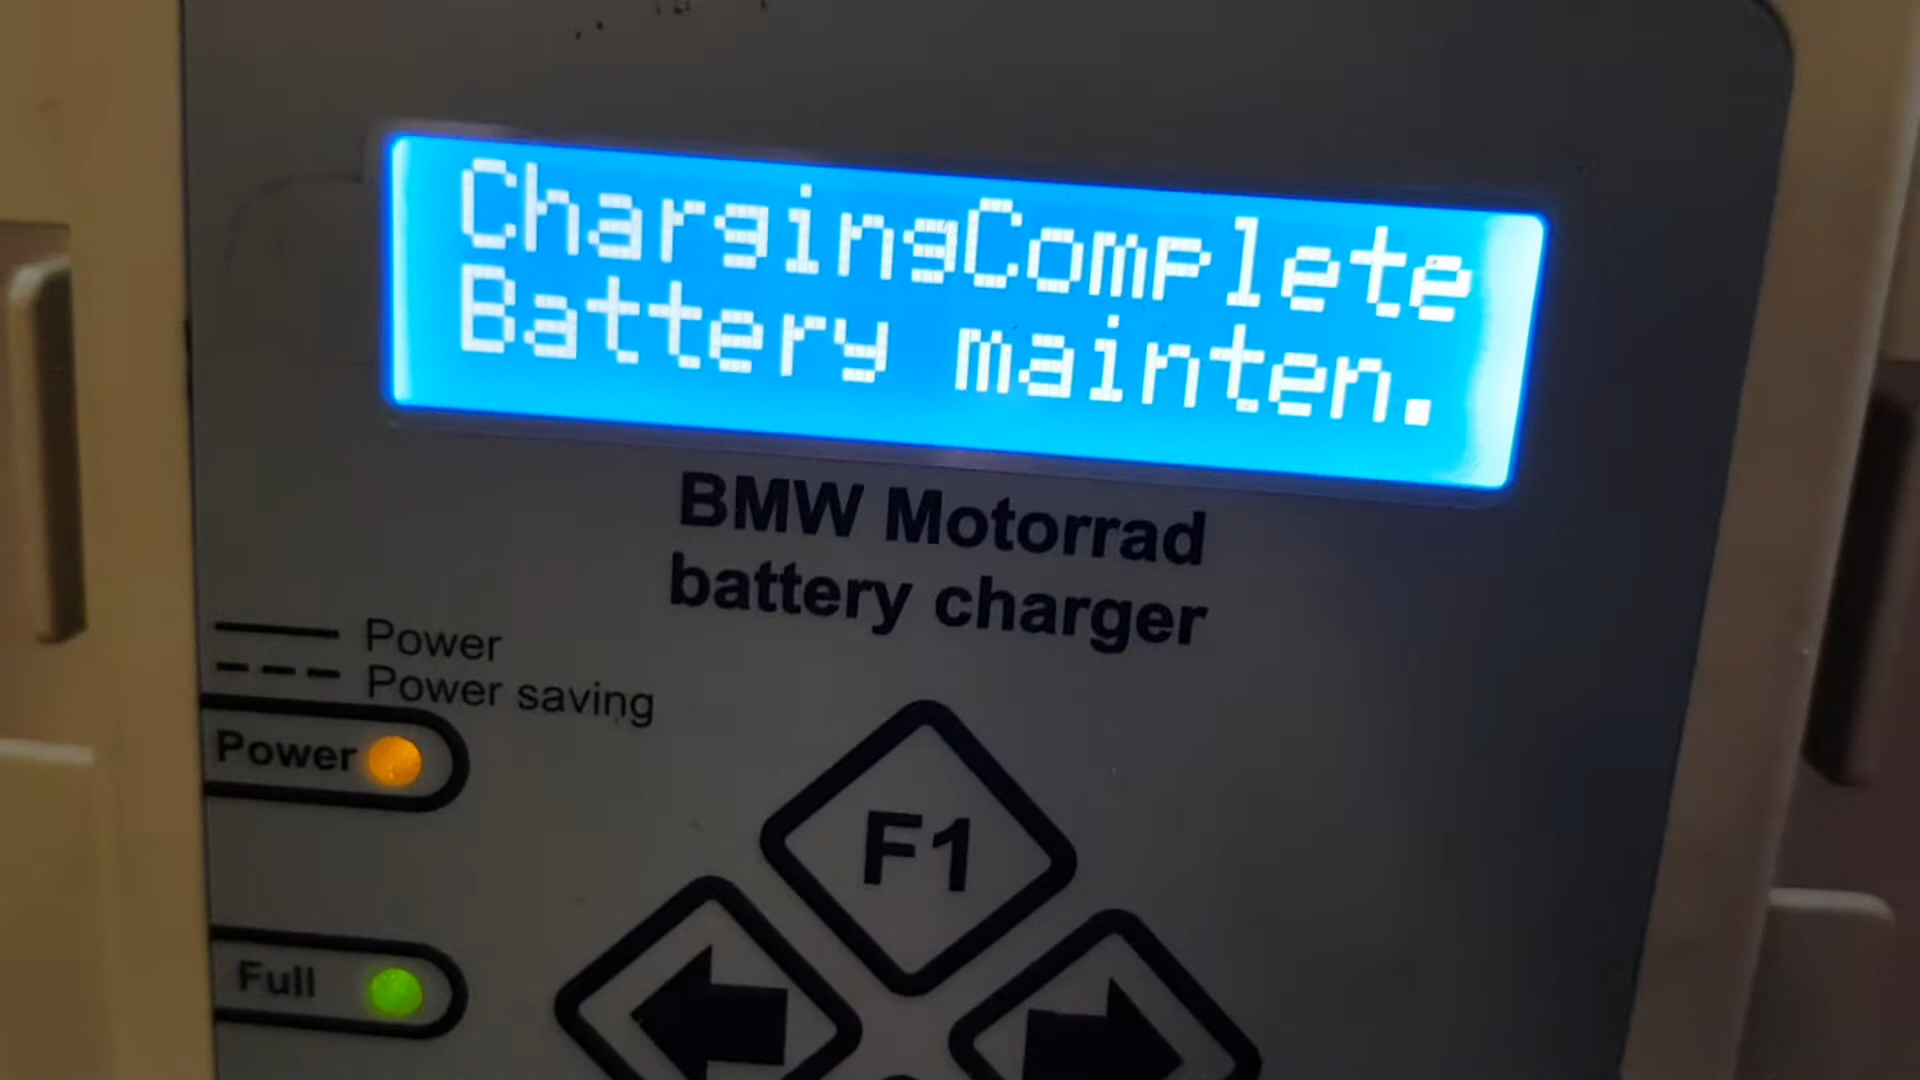 ChargingComplete
Battery mainten.
BMW Motorrad
battery charger
Power
Power saving
Power
F1
Full